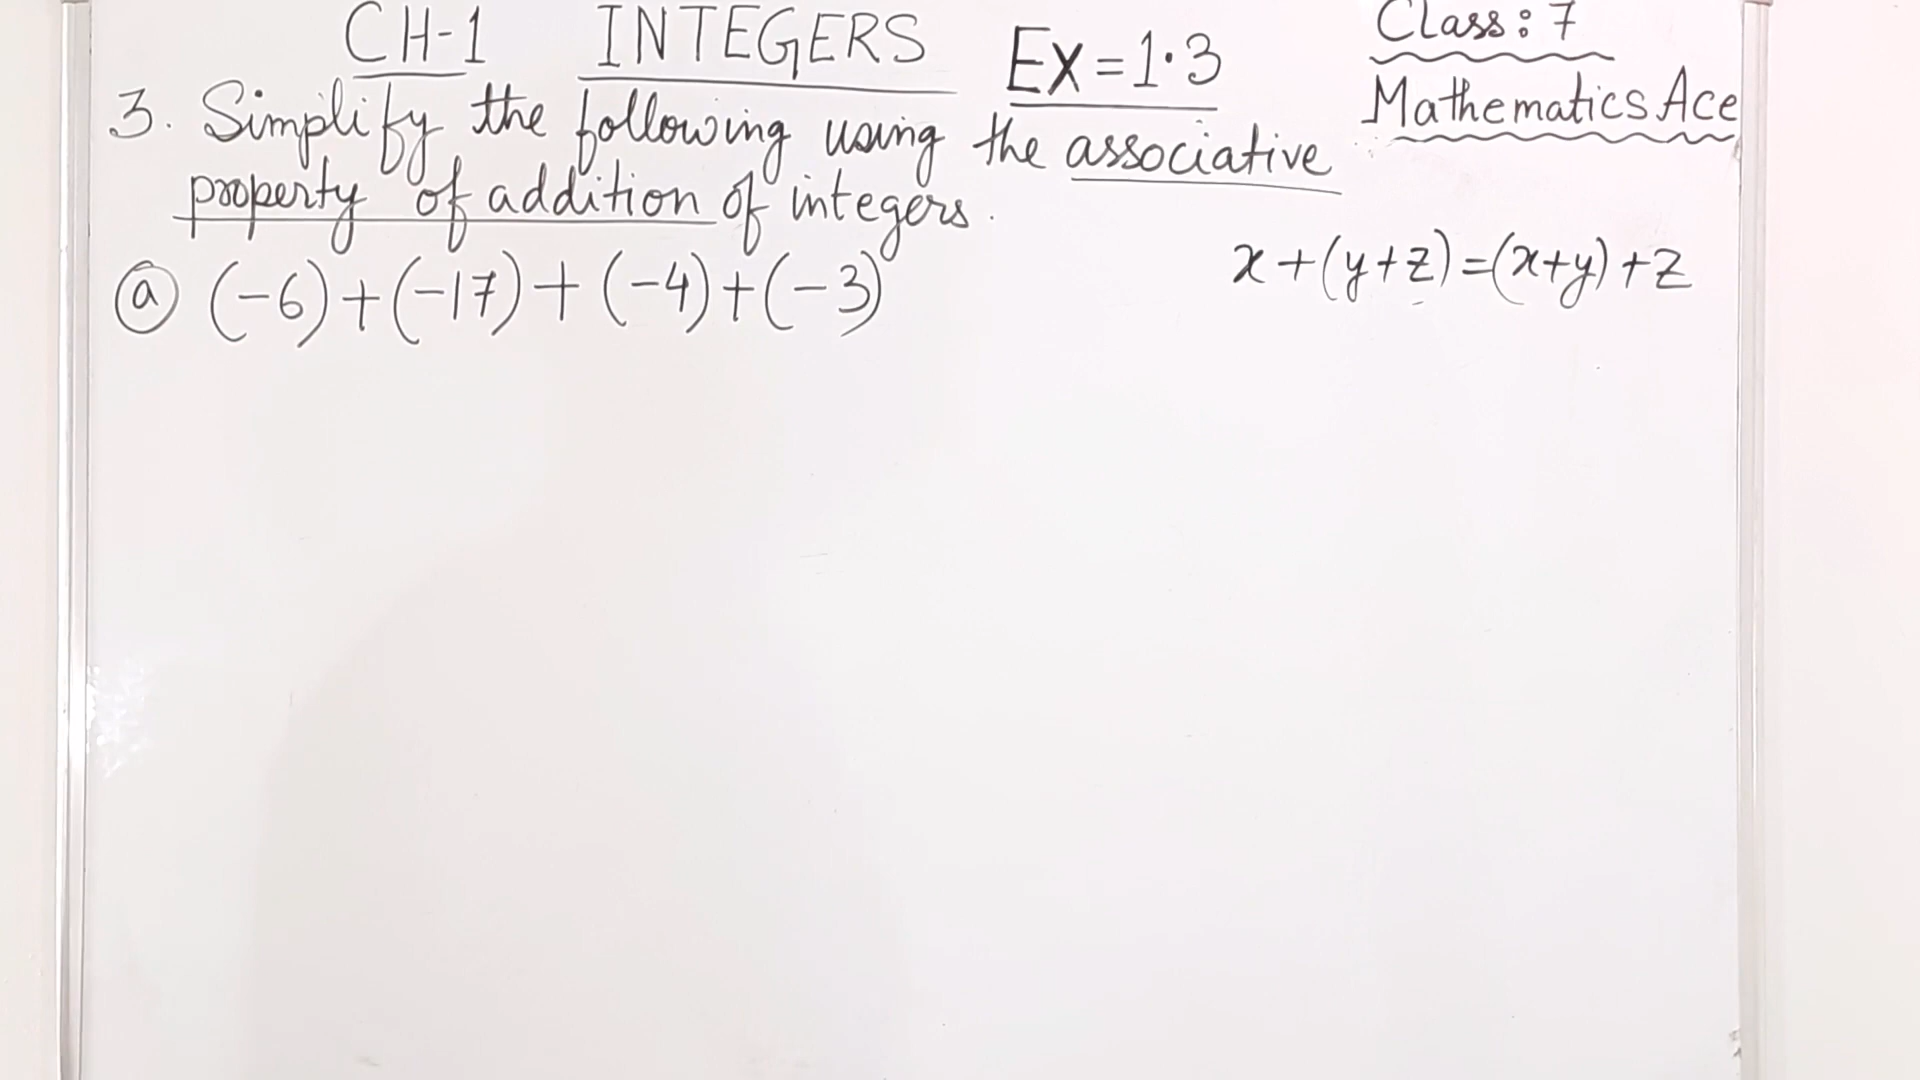 CH-1 INTEGERS Ex=1.3
Class: 7
Mathematics Ace
3. Simplify the following using the associative
property of addition of integers.
x+(y+z)=(x+y)+z
(a) (-6)+(-17)+(-4)+(-3)